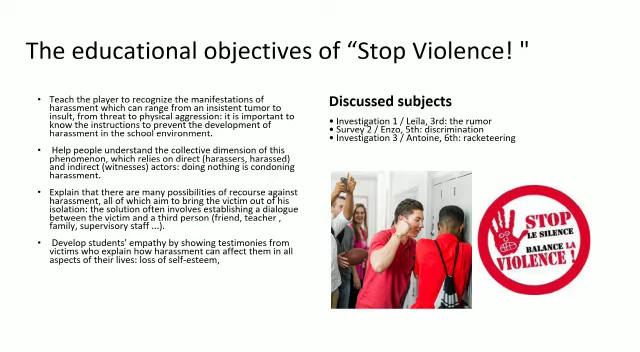 The educational objectives of “Stop Violence! "
• Teach the player to recognize the manifestations of
harassment which can range from an insistent tumor to
insult, from threat to physical aggression: it is important to
know the instructions to prevent the development of
harassment in the school environment.
• Help people understand the collective dimension of this
phenomenon, which relies on direct (harassers, harassed)
and indirect (witnesses) actors: doing nothing is condoning
harassment.
• Explain that there are many possibilities of recourse against
harassment, all of which aim to bring the victim out of his
isolation: the solution often involves establishing a dialogue
between the victim and a third person (friend, teacher ,
family, supervisory staff ...).
• Develop students' empathy by showing testimonies from
victims who explain how harassment can affect them in all
aspects of their lives: loss of self-esteem,
Discussed subjects
• Investigation 1 / Leïla, 3rd: the rumor
• Survey 2 / Enzo, 5th: discrimination
• Investigation 3 / Antoine, 6th: racketeering
STOP
LE SILENCE
BALANCE LA
VIOLENCE !